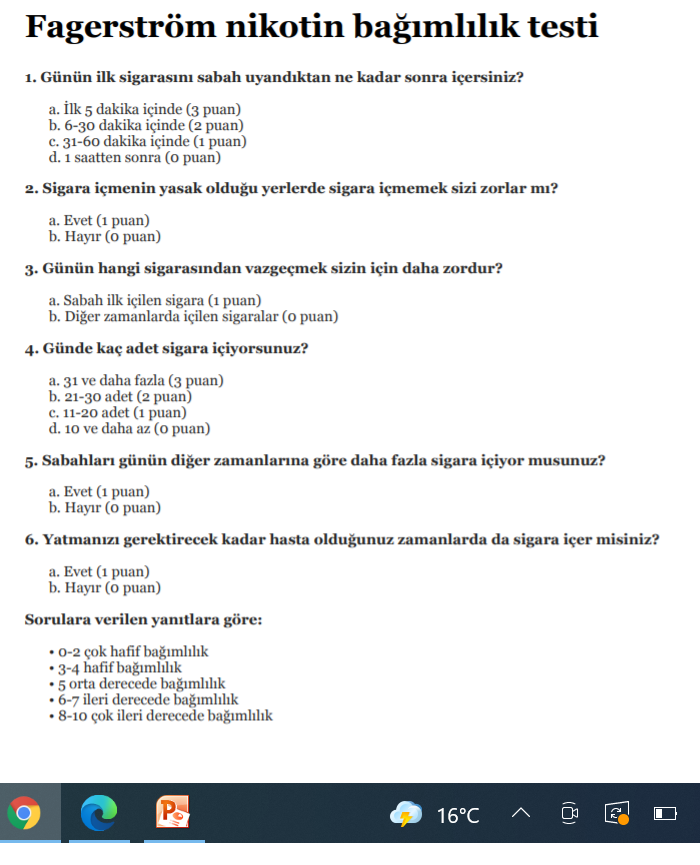 Fagerström nikotin bağımlılık testi
1. Günün ilk sigarasını sabah uyandıktan ne kadar sonra içersiniz?
a. İlk 5 dakika içinde (3 puan)
b. 6-30 dakika içinde (2 puan)
c. 31-60 dakika içinde (1 puan)
d. 1 saatten sonra (0 puan)
2. Sigara içmenin yasak olduğu yerlerde sigara içmemek sizi zorlar mı?
a. Evet (1 puan)
b. Hayır (0 puan)
3. Günün hangi sigarasından vazgeçmek sizin için daha zordur?
a. Sabah ilk içilen sigara (1 puan)
b. Diğer zamanlarda içilen sigaralar (0 puan)
4. Günde kaç adet sigara içiyorsunuz?
a. 31 ve daha fazla (3 puan)
b. 21-30 adet (2 puan)
c. 11-20 adet (1 puan)
d. 10 ve daha az (0 puan)
5. Sabahları günün diğer zamanlarına göre daha fazla sigara içiyor musunuz?
a. Evet (1 puan)
b. Hayır (0 puan)
6. Yatmanızı gerektirecek kadar hasta olduğunuz zamanlarda da sigara içer misiniz?
a. Evet (1 puan)
b. Hayır (0 puan)
Sorulara verilen yanıtlara göre:
• 0-2 çok hafif bağımlılık
• 3-4 hafif bağımlılık
• 5 orta derecede bağımlılık
• 6-7 ileri derecede bağımlılık
• 8-10 çok ileri derecede bağımlılık
16°C